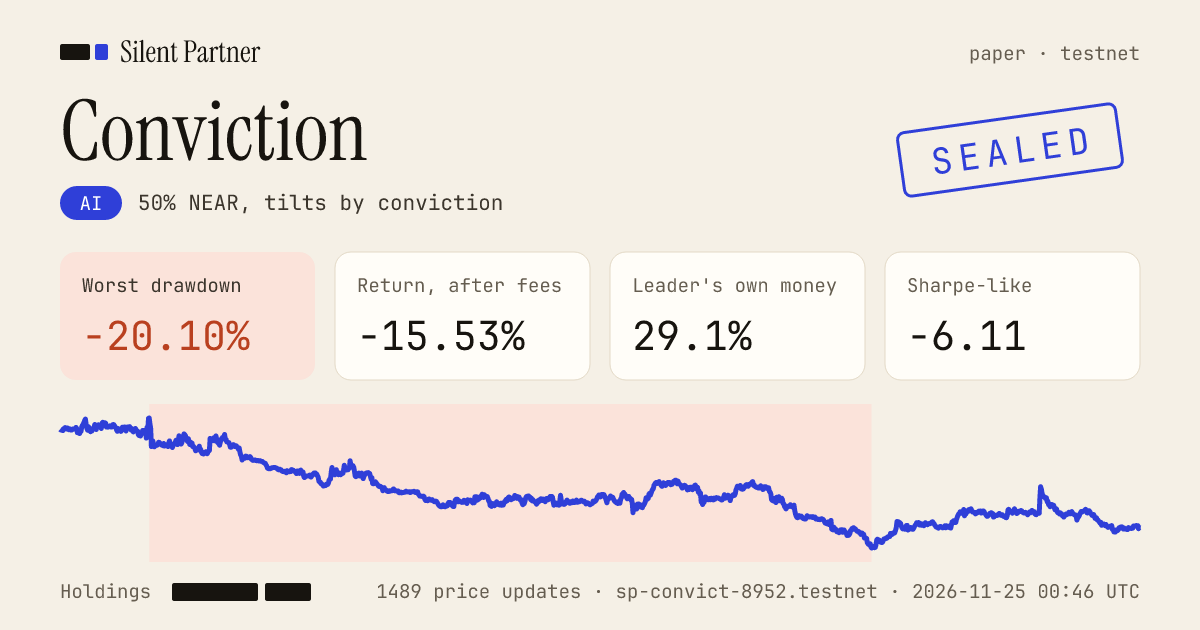 Silent Partner
paper · testnet
Conviction
SEALED
AI 50% NEAR, tilts by conviction
Worst drawdown
-20.10%
Return, after fees
-15.53%
Leader's own money
29.1%
Sharpe-like
-6.11
Holdings
1489 price updates · sp-convict-8952.testnet · 2026-11-25 00:46 UTC